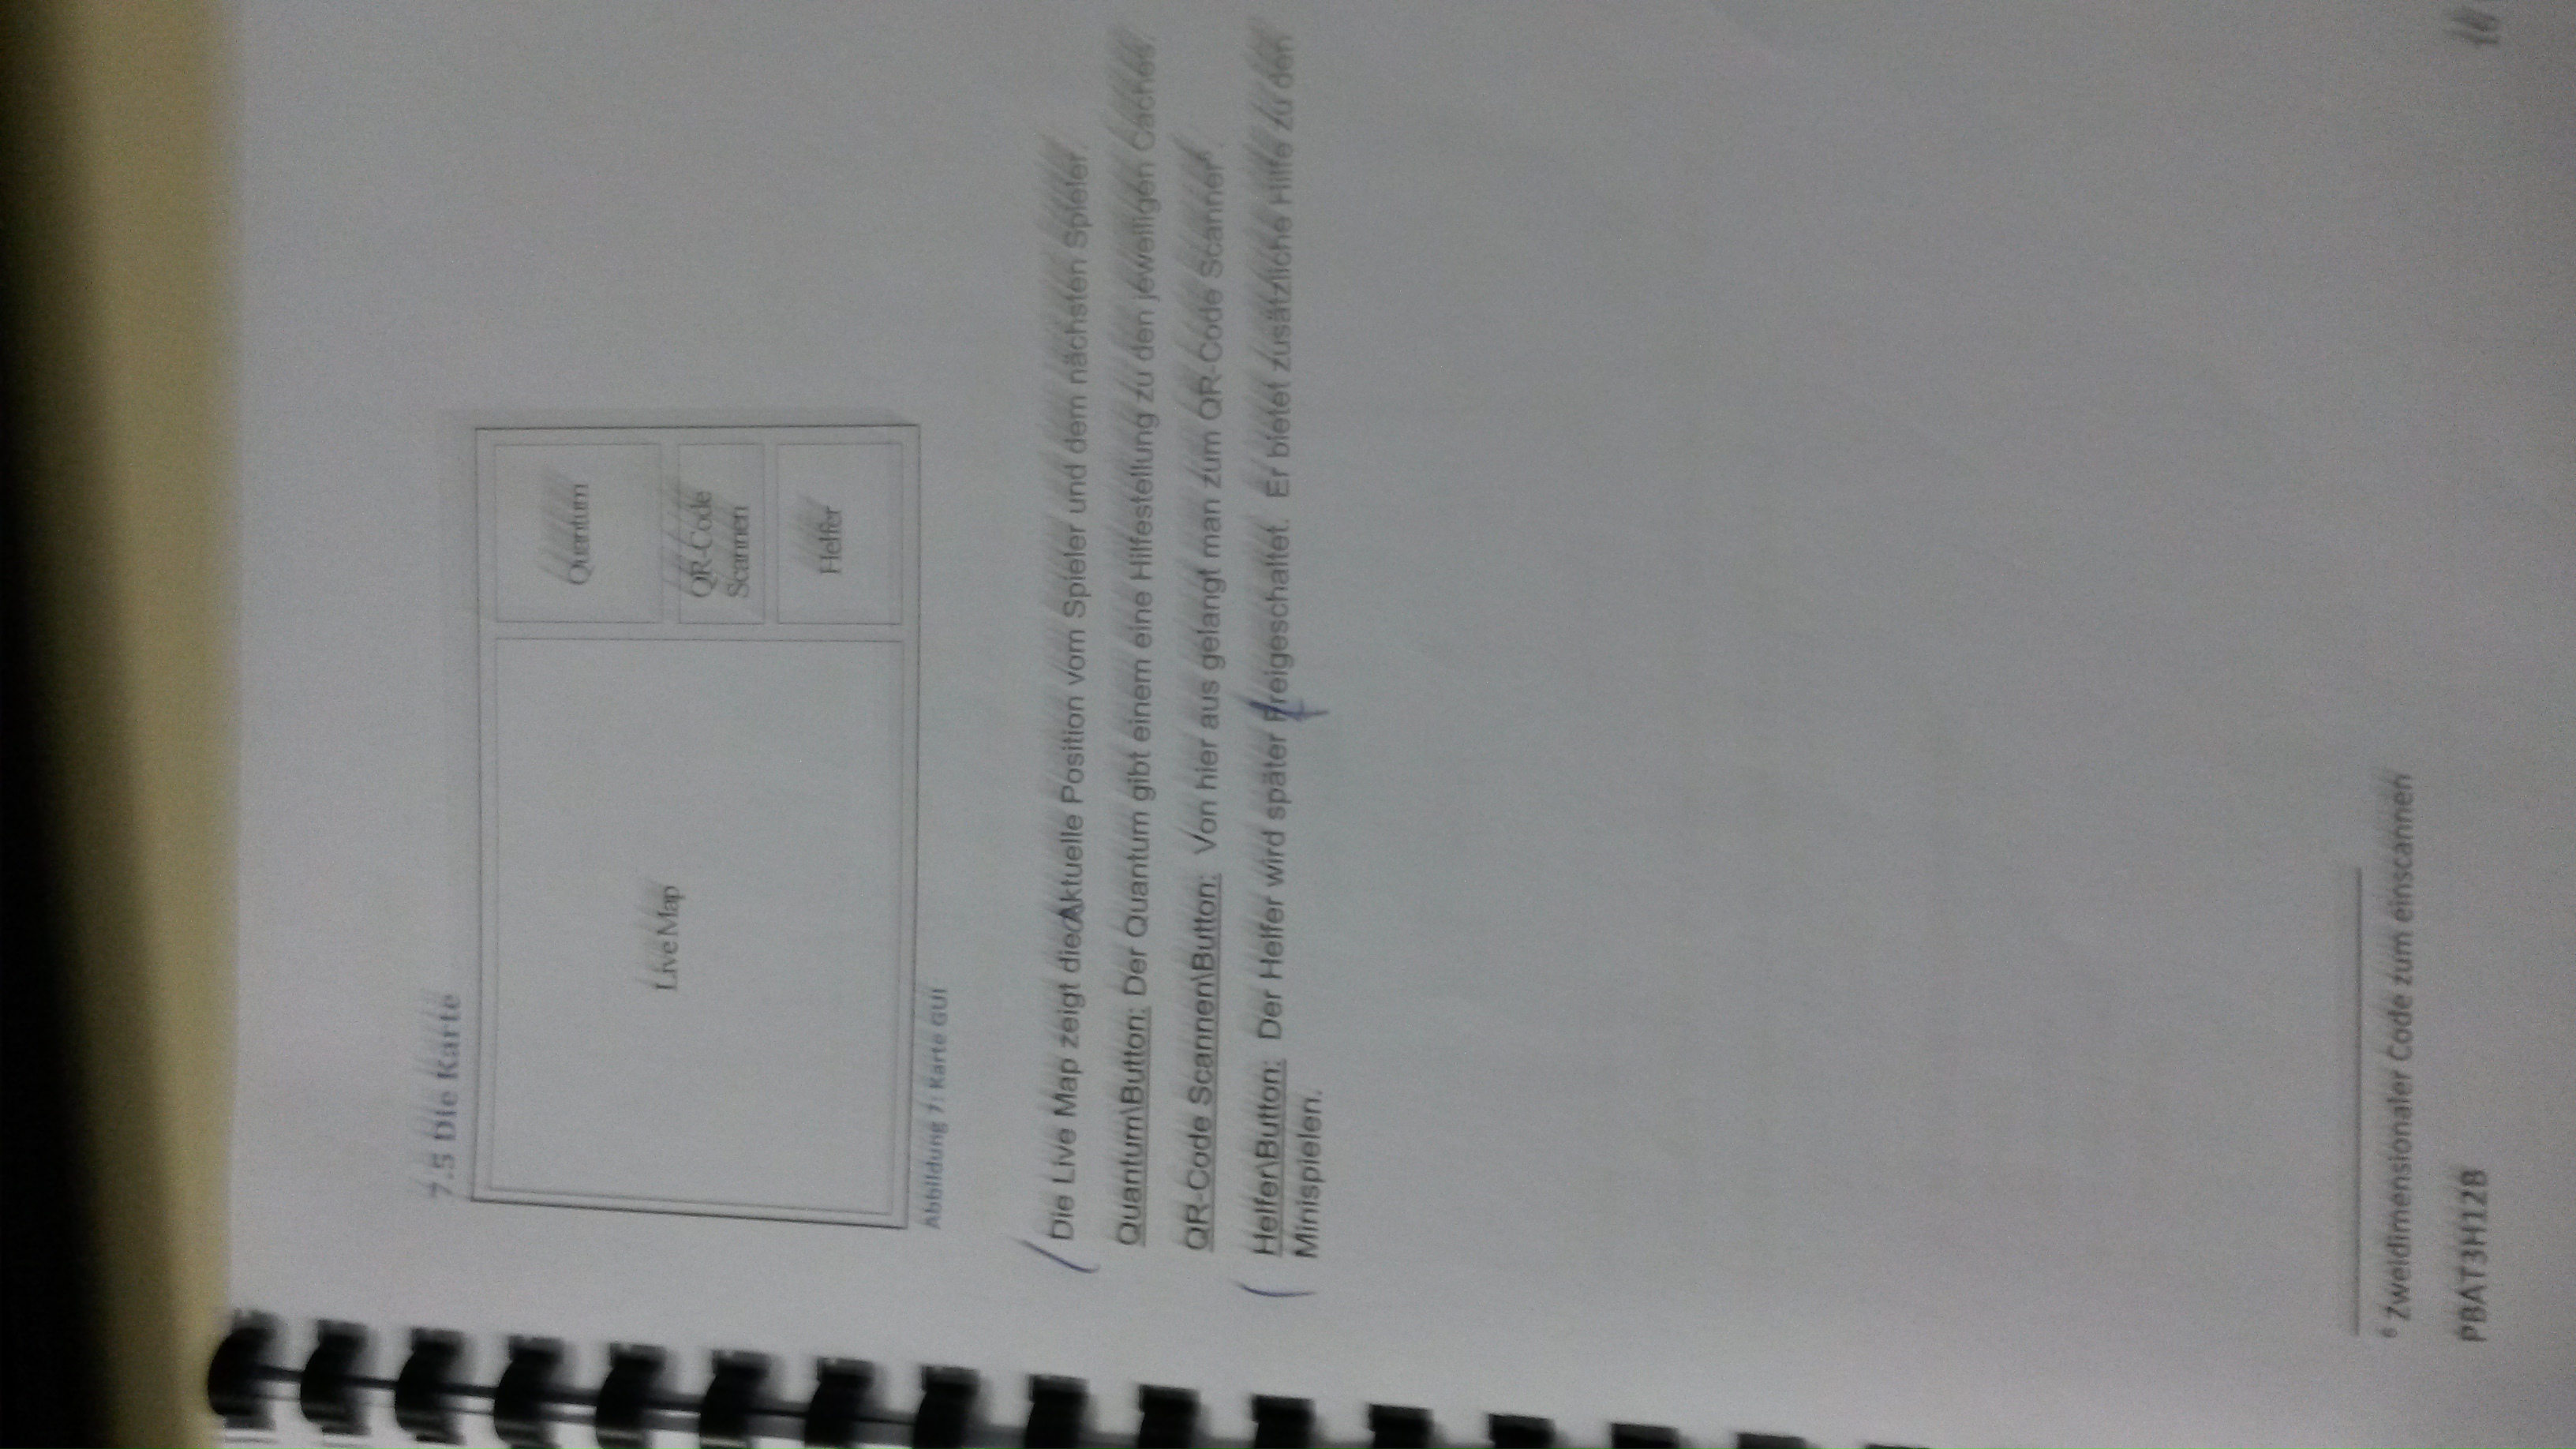 7.5 Die Karte
Live Map
Quantum
QR-Code
Scannen
Helfer
Abbildung 7: Karte GUI
Die Live Map zeigt die Aktuelle Position vom Spieler und dem nächsten Spieler.
Quantum\Button: Der Quantum gibt einem eine Hilfestellung zu den jeweiligen Caches.
QR-Code Scannen\Button: Von hier aus gelangt man zum QR-Code Scanner⁶.
Helfer\Button: Der Helfer wird später Freigeschaltet. Er bietet zusätzliche Hilfe zu den
Minispielen.
⁶ Zweidimensionaler Code zum einscannen
PBAT3H12B